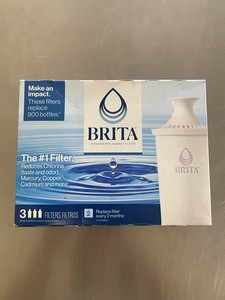 Make an
impact.
These filters
replace
900 bottles*
BRITA
The #1 Filter.
Reduces Chlorine
(taste and odor),
Mercury, Copper,
Cadmium and more
3 FILTERS FILTROS
2 Replace filter
every 2 months
BRITA